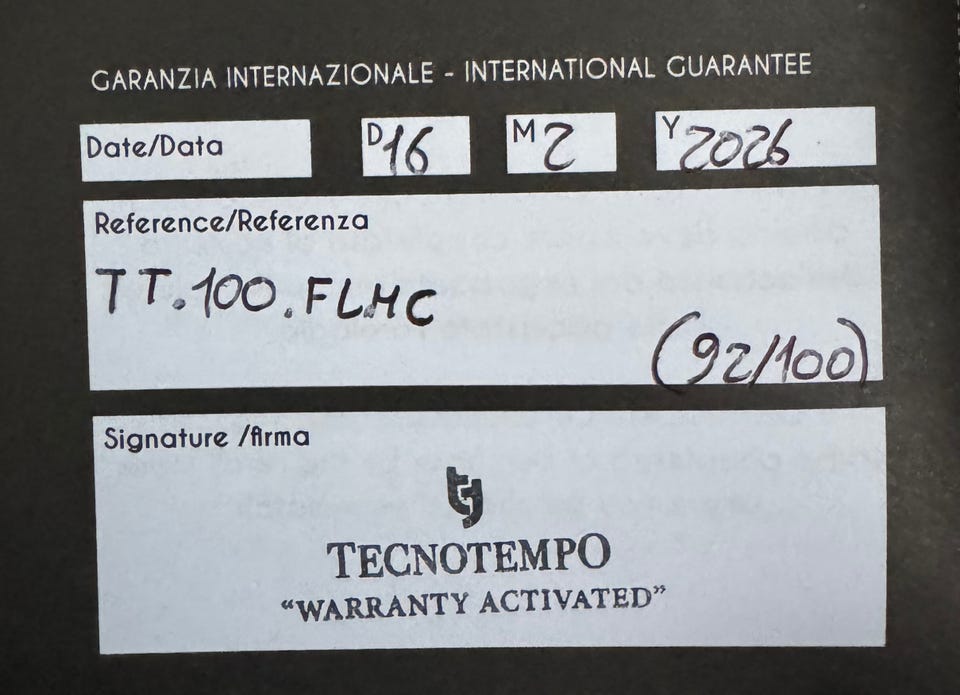 GARANZIA INTERNAZIONALE - INTERNATIONAL GUARANTEE
Date/Data D16 M2 Y2026
Reference/Referenza
TT.100.FLMC
(92/100)
Signature /firma
TECNOTEMPO
“WARRANTY ACTIVATED”